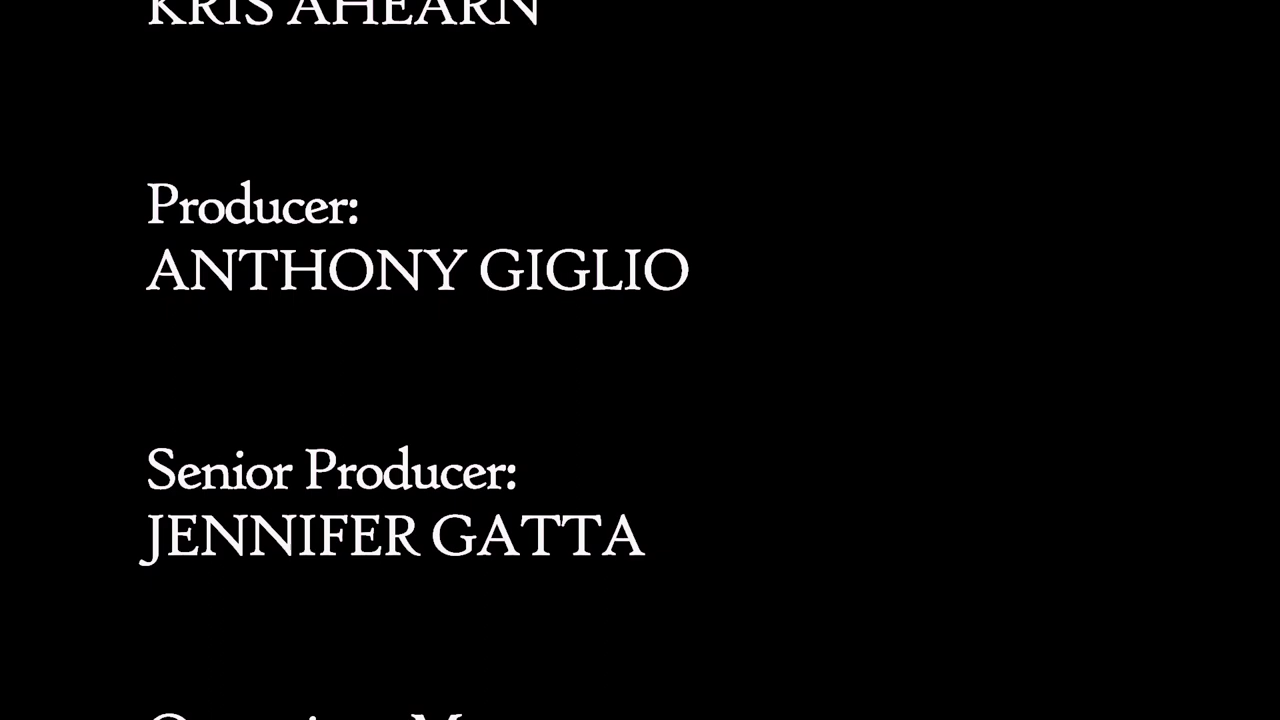 KRIS AHEARN
Producer:
ANTHONY GIGLIO
Senior Producer:
JENNIFER GATTA